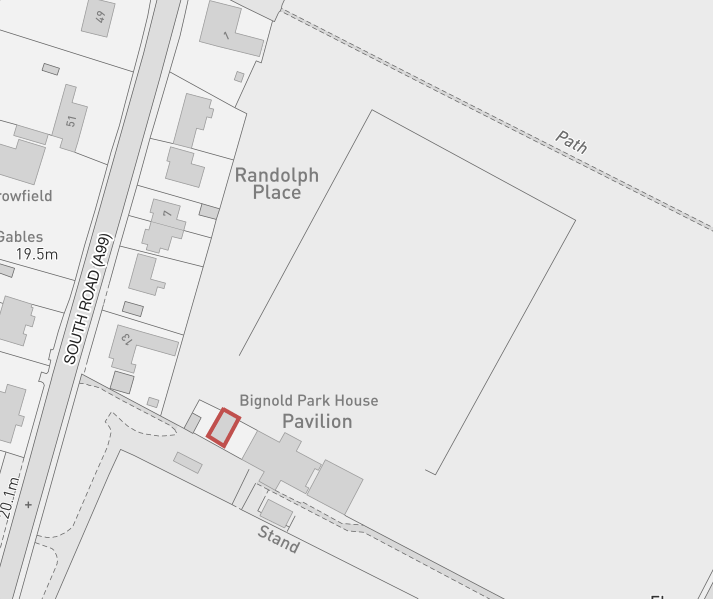 49
1
51
Path
Randolph
Place
rowfield
7
Gables
19.5m
SOUTH ROAD (A99)
13
Bignold Park House
Pavilion
20.1m
+
Stand